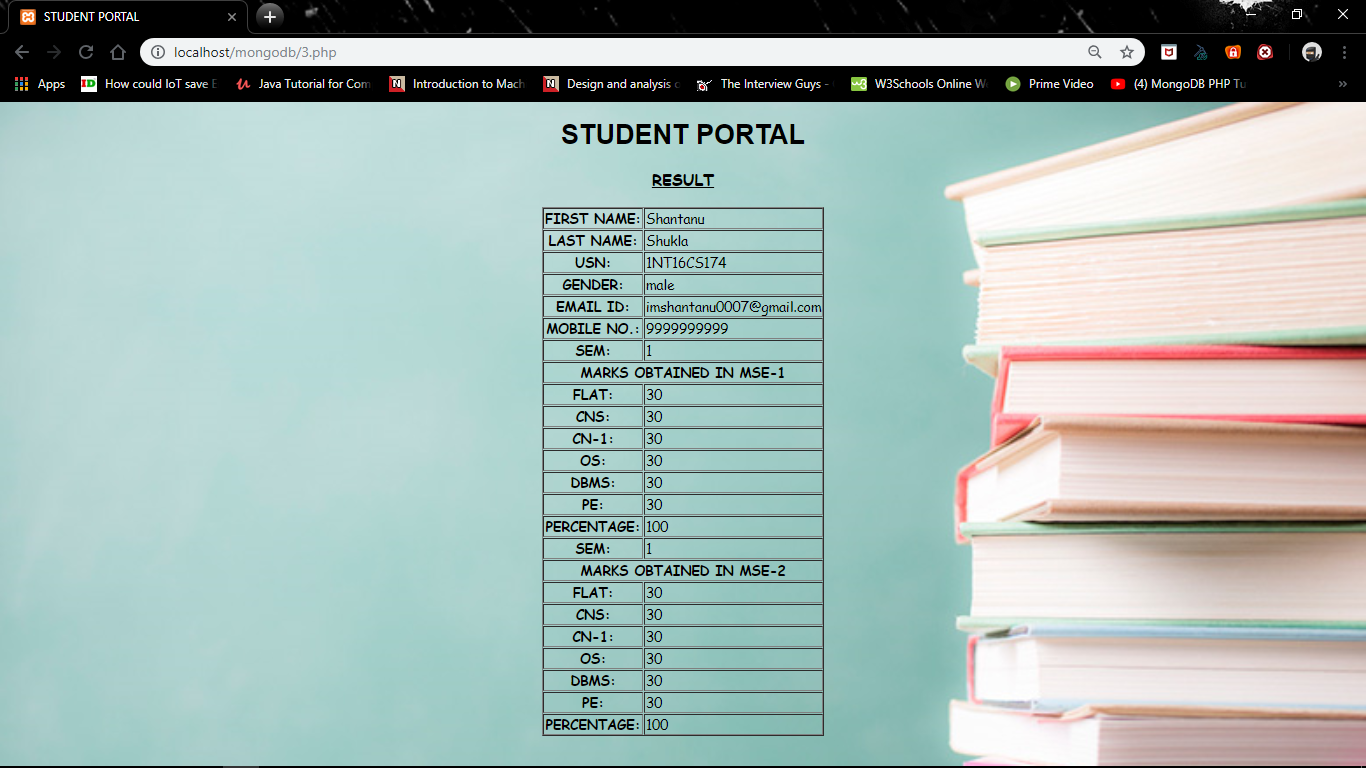 STUDENT PORTAL
localhost/mongodb/3.php
Apps How could IoT save Java Tutorial for Com Introduction to Mach Design and analysis The Interview Guys - W3Schools Online Prime Video (4) MongoDB PHP Tu
STUDENT PORTAL
RESULT
FIRST NAME: Shantanu
LAST NAME: Shukla
USN: 1NT16CS174
GENDER: male
EMAIL ID: imshantanu0007@gmail.com
MOBILE NO.: 9999999999
SEM: 1
MARKS OBTAINED IN MSE-1
FLAT: 30
CNS: 30
CN-1: 30
OS: 30
DBMS: 30
PE: 30
PERCENTAGE: 100
SEM: 1
MARKS OBTAINED IN MSE-2
FLAT: 30
CNS: 30
CN-1: 30
OS: 30
DBMS: 30
PE: 30
PERCENTAGE: 100